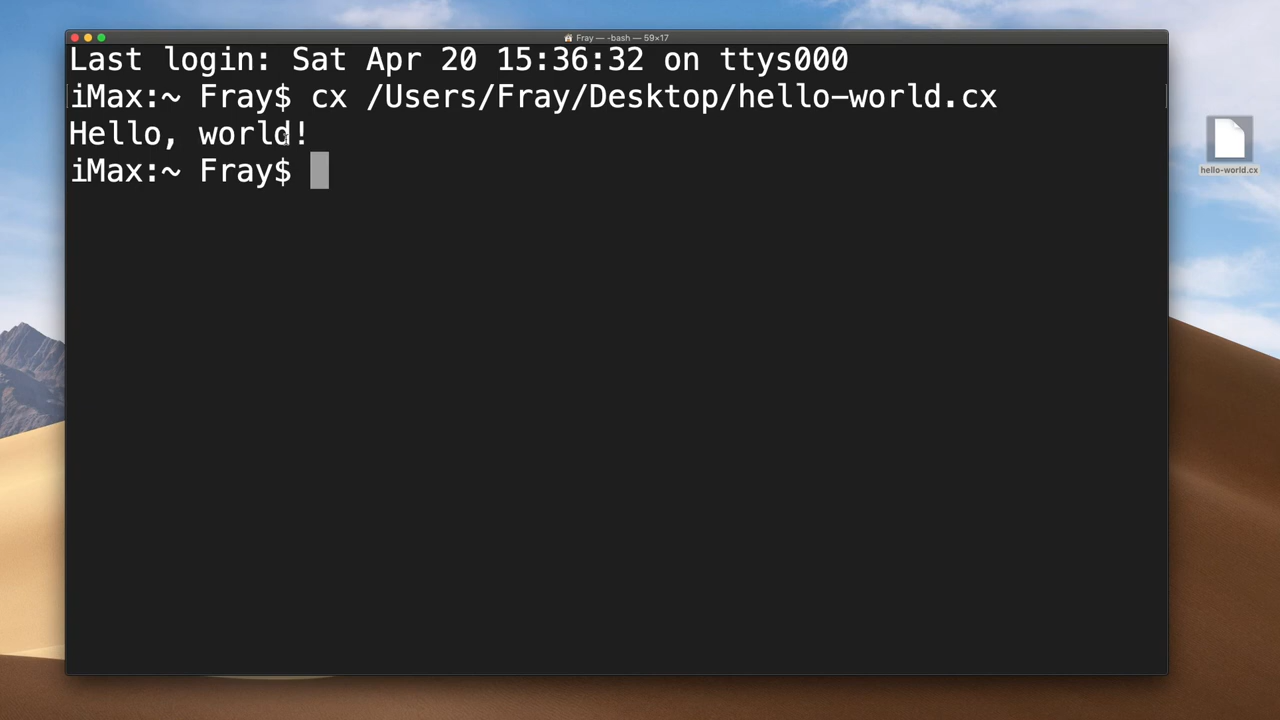 Fray — -bash — 59×17
Last login: Sat Apr 20 15:36:32 on ttys000
iMax:~ Fray$ cx /Users/Fray/Desktop/hello-world.cx
Hello, world!
iMax:~ Fray$
hello-world.cx